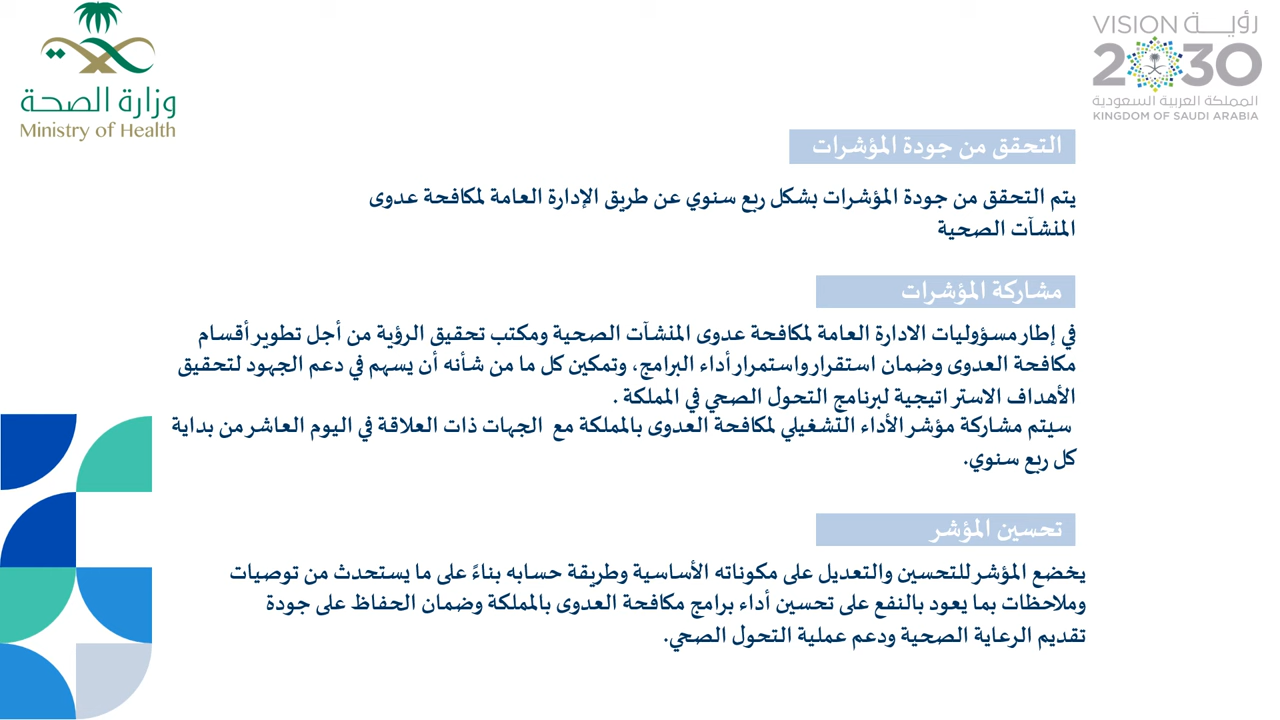 وزارة الصحة
Ministry of Health
VISION رؤيـــة
2030
المملكة العربية السعودية
KINGDOM OF SAUDI ARABIA
التحقق من جودة المؤشرات
يتم التحقق من جودة المؤشرات بشكل ربع سنوي عن طريق الإدارة العامة لمكافحة عدوى
المنشآت الصحية
مشاركة المؤشرات
في إطار مسؤوليات الادارة العامة لمكافحة عدوى المنشآت الصحية ومكتب تحقيق الرؤية من أجل تطوير أقسام
مكافحة العدوى وضمان استقرار واستمرار أداء البرامج، وتمكين كل ما من شأنه أن يسهم في دعم الجهود لتحقيق
الأهداف الاستراتيجية لبرنامج التحول الصحي في المملكة .
سيتم مشاركة مؤشر الأداء التشغيلي لمكافحة العدوى بالمملكة مع الجهات ذات العلاقة في اليوم العاشر من بداية
كل ربع سنوي.
تحسين المؤشر
يخضع المؤشر للتحسين والتعديل على مكوناته الأساسية وطريقة حسابه بناءً على ما يستحدث من توصيات
وملاحظات بما يعود بالنفع على تحسين أداء برامج مكافحة العدوى بالمملكة وضمان الحفاظ على جودة
تقديم الرعاية الصحية ودعم عملية التحول الصحي.